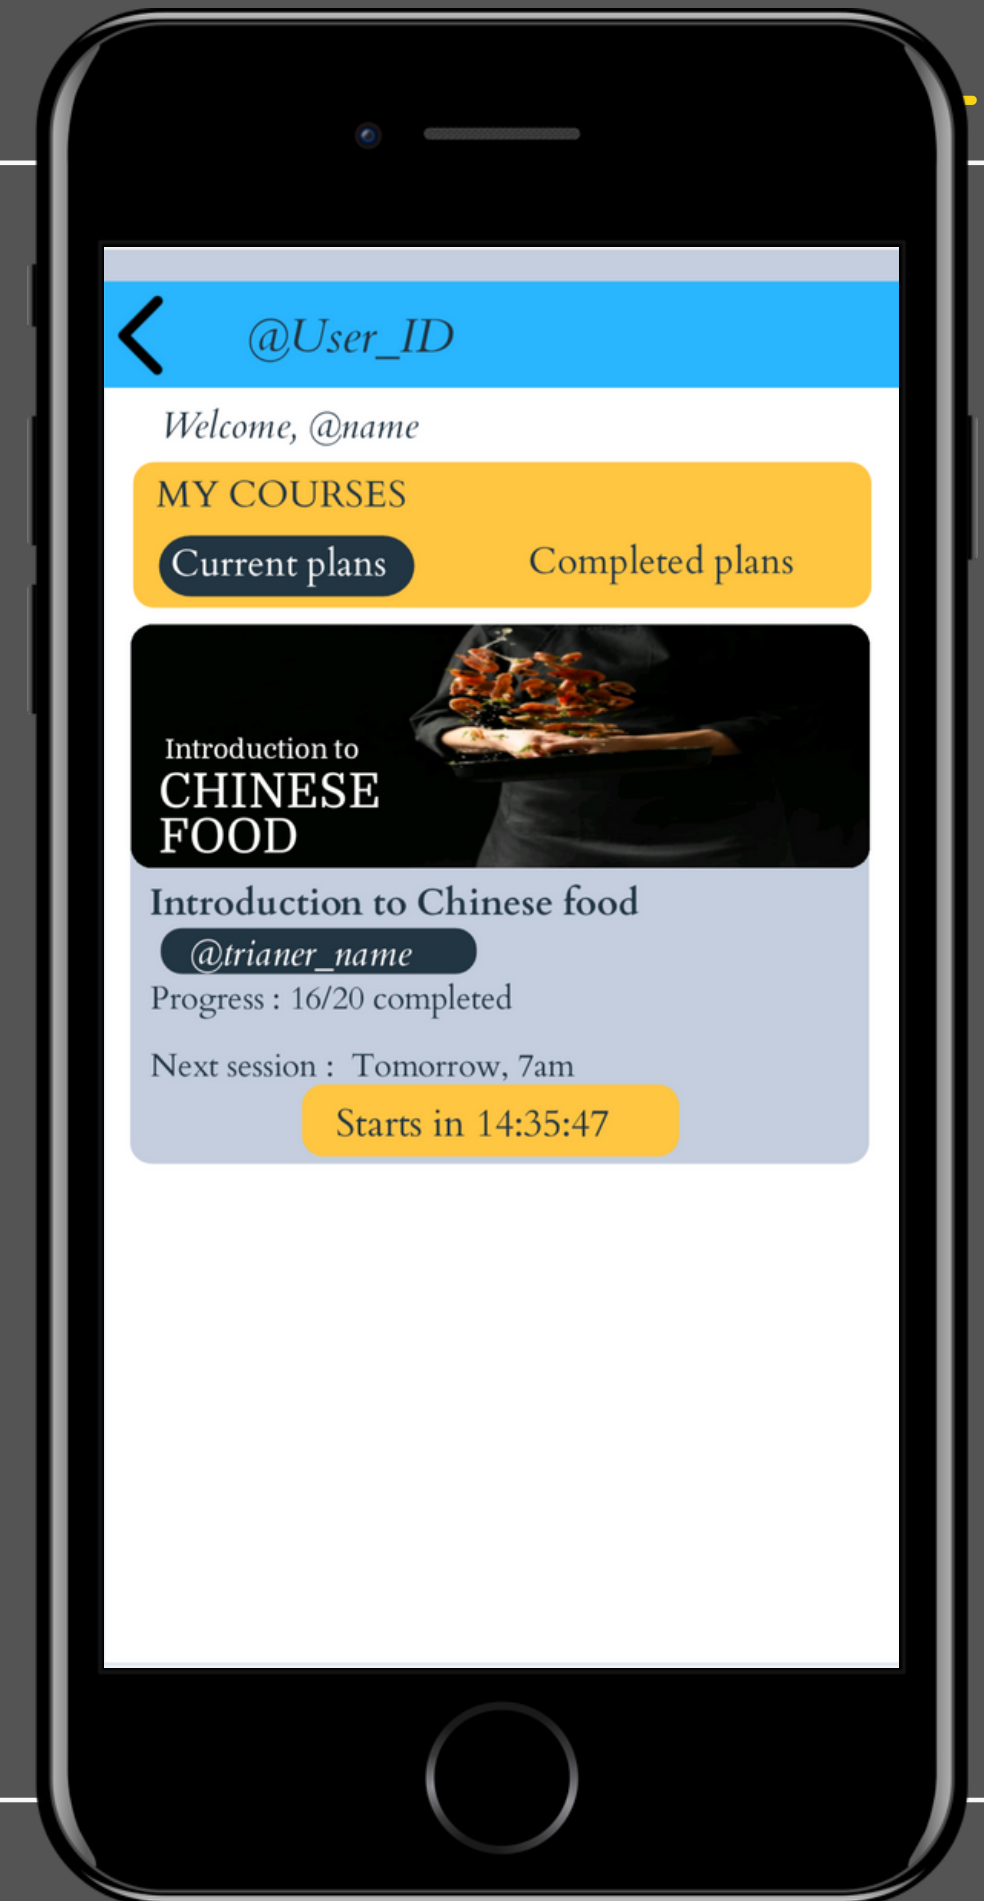 @User_ID
Welcome, @name
MY COURSES
Current plans
Completed plans
Introduction to
CHINESE
FOOD
Introduction to Chinese food
@trianer_name
Progress : 16/20 completed
Next session : Tomorrow, 7am
Starts in 14:35:47